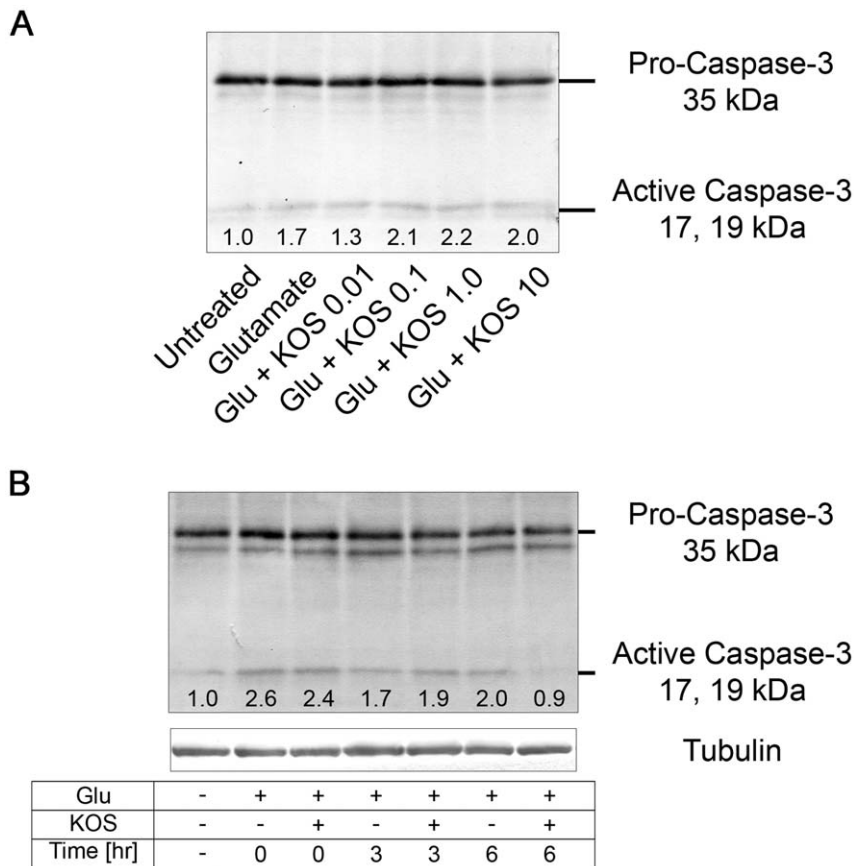 A
Pro-Caspase-3
35 kDa
Active Caspase-3
17, 19 kDa
1.0 1.7 1.3 2.1 2.2 2.0
Untreated
Glutamate
Glu + KOS 0.01
Glu + KOS 0.1
Glu + KOS 1.0
Glu + KOS 10
B
Pro-Caspase-3
35 kDa
Active Caspase-3
17, 19 kDa
1.0 2.6 2.4 1.7 1.9 2.0 0.9
Tubulin
Glu - + + + + + +
KOS - - + - + - +
Time [hr] - 0 0 3 3 6 6